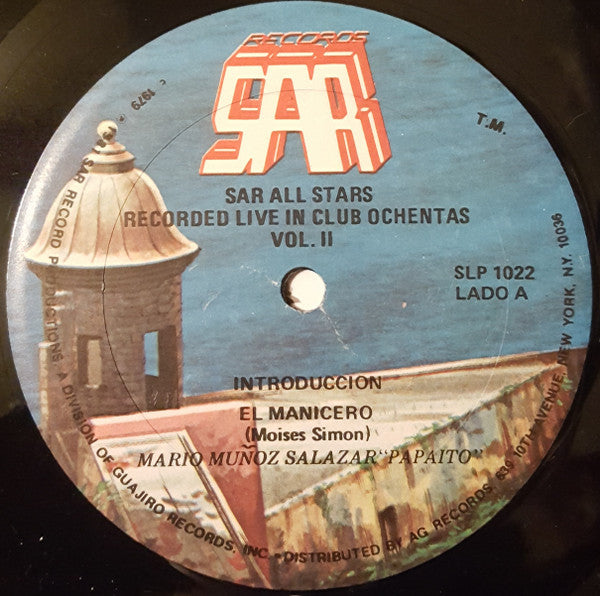 RECORDS
SAR
T.M.
SAR ALL STARS
RECORDED LIVE IN CLUB OCHENTAS
VOL. II
SLP 1022
LADO A
INTRODUCCION
EL MANICERO
(Moises Simon)
MARIO MUÑOZ SALAZAR "PAPAITO"
c 1979 SAR RECORD PRODUCTIONS, A DIVISION OF GUAJIRO RECORDS, INC. - DISTRIBUTED BY AG RECORDS, 630 10TH AVENUE, NEW YORK, N.Y. 10036